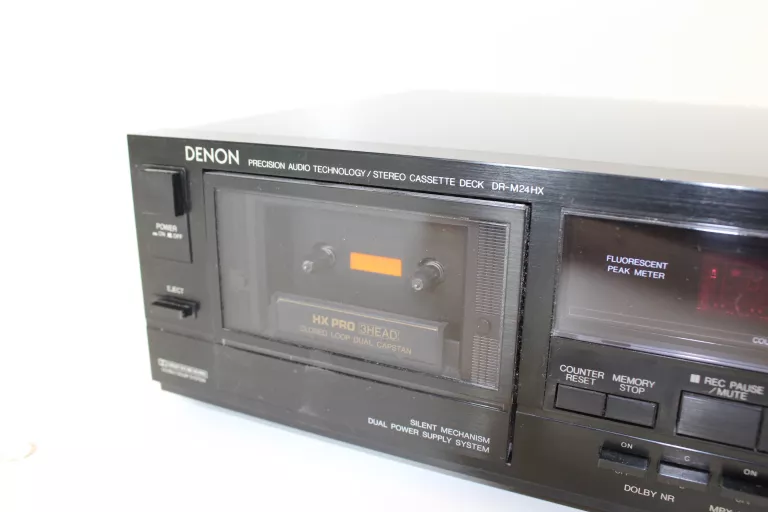 DENON PRECISION AUDIO TECHNOLOGY / STEREO CASSETTE DECK DR-M24HX
POWER
ON OFF
EJECT
HX PRO 3HEAD
CLOSED LOOP DUAL CAPSTAN
SILENT MECHANISM
DUAL POWER SUPPLY SYSTEM
FLUORESCENT
PEAK METER
COUNTER
RESET
MEMORY
STOP
REC PAUSE
/MUTE
ON
C
ON
DOLBY NR